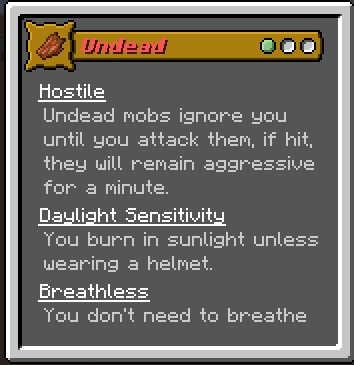 Undead
Hostile
Undead mobs ignore you
until you attack them, if hit,
they will remain aggressive
for a minute.
Daylight Sensitivity
You burn in sunlight unless
wearing a helmet.
Breathless
You don't need to breathe